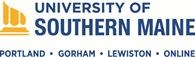 UNIVERSITY OF
SOUTHERN MAINE
PORTLAND • GORHAM • LEWISTON • ONLINE